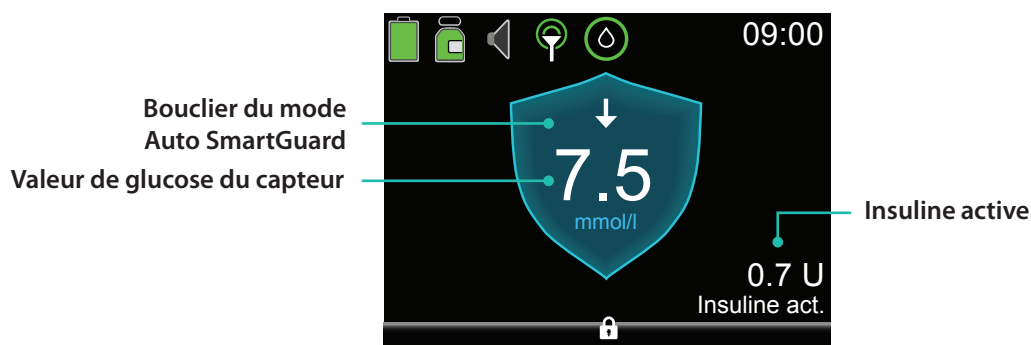 09:00
Bouclier du mode
Auto SmartGuard
Valeur de glucose du capteur
7.5
mmol/l
Insuline active
0.7 U
Insuline act.